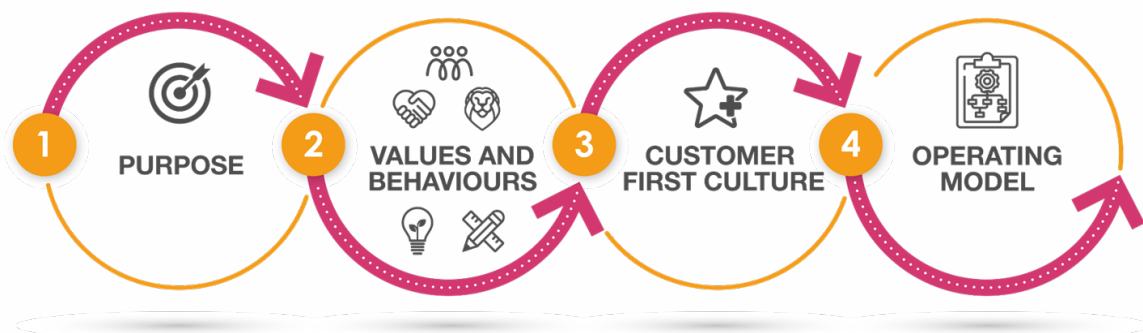 1
PURPOSE
2
VALUES AND
BEHAVIOURS
3
CUSTOMER
FIRST CULTURE
4
OPERATING
MODEL